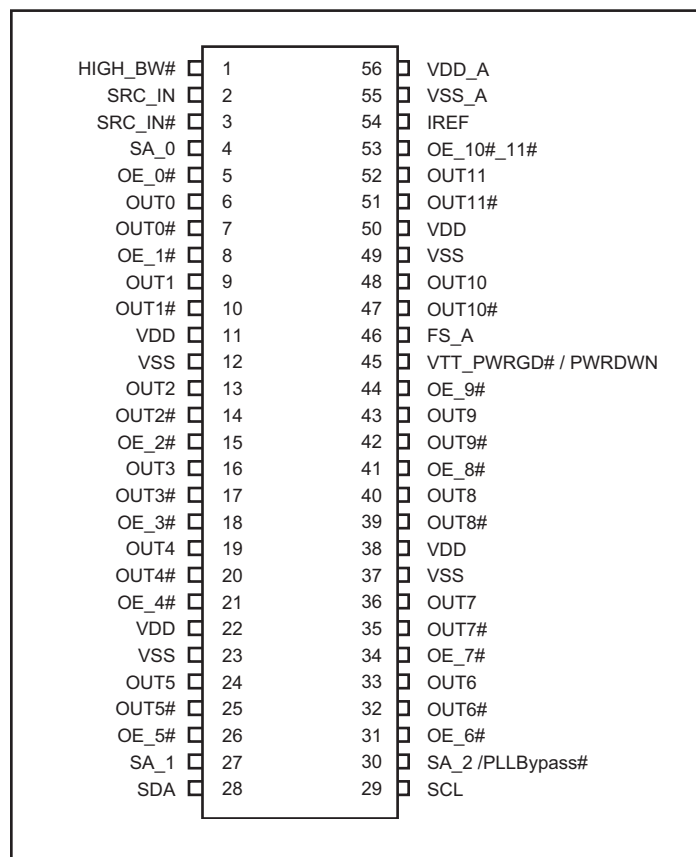 HIGH_BW# 1 56 VDD_A
SRC_IN 2 55 VSS_A
SRC_IN# 3 54 IREF
SA_0 4 53 OE_10#_11#
OE_0# 5 52 OUT11
OUT0 6 51 OUT11#
OUT0# 7 50 VDD
OE_1# 8 49 VSS
OUT1 9 48 OUT10
OUT1# 10 47 OUT10#
VDD 11 46 FS_A
VSS 12 45 VTT_PWRGD# / PWRDWN
OUT2 13 44 OE_9#
OUT2# 14 43 OUT9
OE_2# 15 42 OUT9#
OUT3 16 41 OE_8#
OUT3# 17 40 OUT8
OE_3# 18 39 OUT8#
OUT4 19 38 VDD
OUT4# 20 37 VSS
OE_4# 21 36 OUT7
VDD 22 35 OUT7#
VSS 23 34 OE_7#
OUT5 24 33 OUT6
OUT5# 25 32 OUT6#
OE_5# 26 31 OE_6#
SA_1 27 30 SA_2 /PLLBypass#
SDA 28 29 SCL